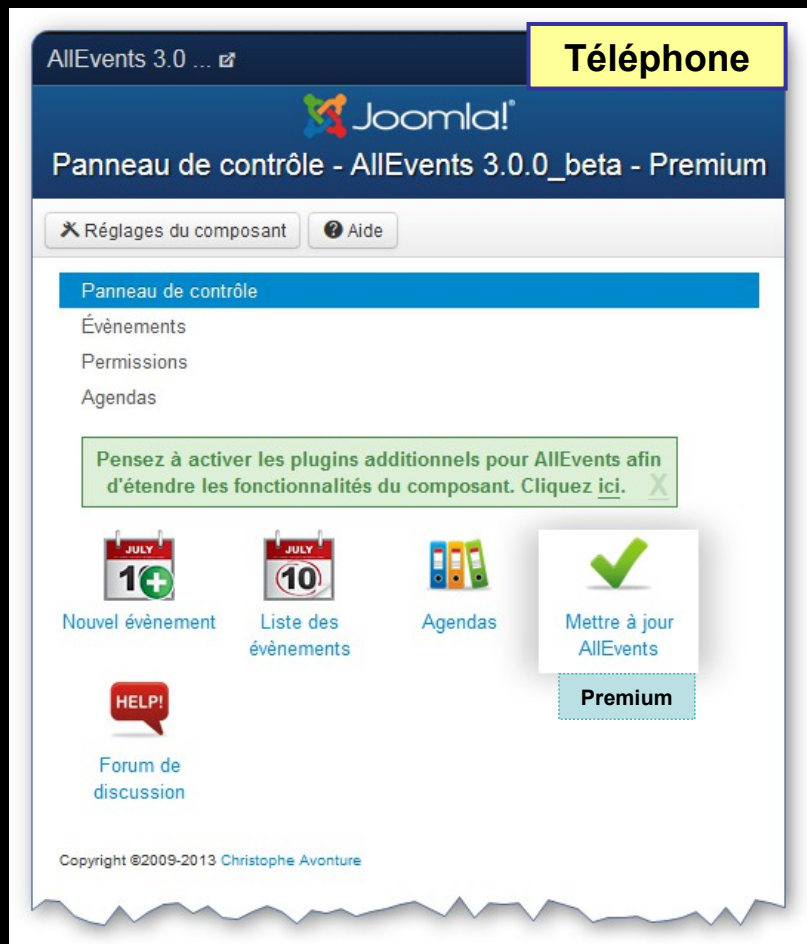 AllEvents 3.0 ...
Téléphone
Joomla!®
Panneau de contrôle - AllEvents 3.0.0_beta - Premium
Réglages du composant
Aide
Panneau de contrôle
Évènements
Permissions
Agendas
Pensez à activer les plugins additionnels pour AllEvents afin
d'étendre les fonctionnalités du composant. Cliquez ici. X
JULY
10
Nouvel évènement
JULY
10
Liste des
évènements
Agendas
Mettre à jour
AllEvents
Premium
HELP!
Forum de
discussion
Copyright ©2009-2013 Christophe Avonture